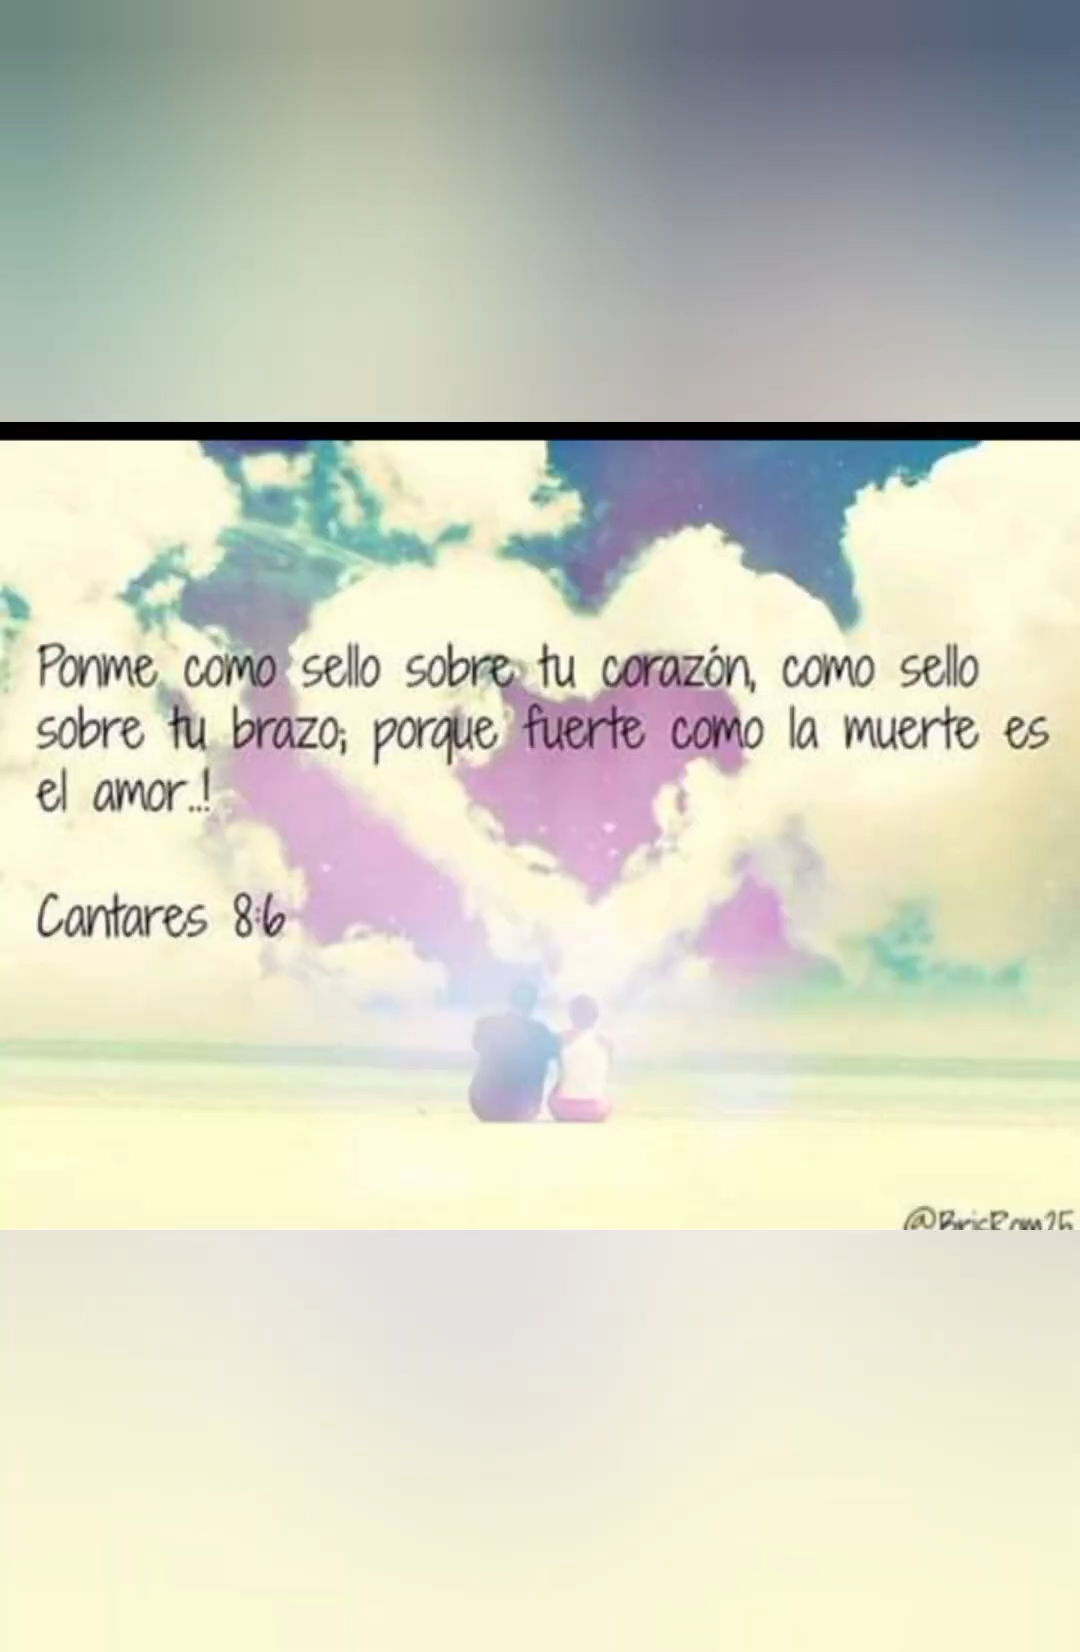 Ponme como sello sobre tu corazón, como sello
sobre tu brazo; porque fuerte como la muerte es
el amor..!
Cantares 8:6